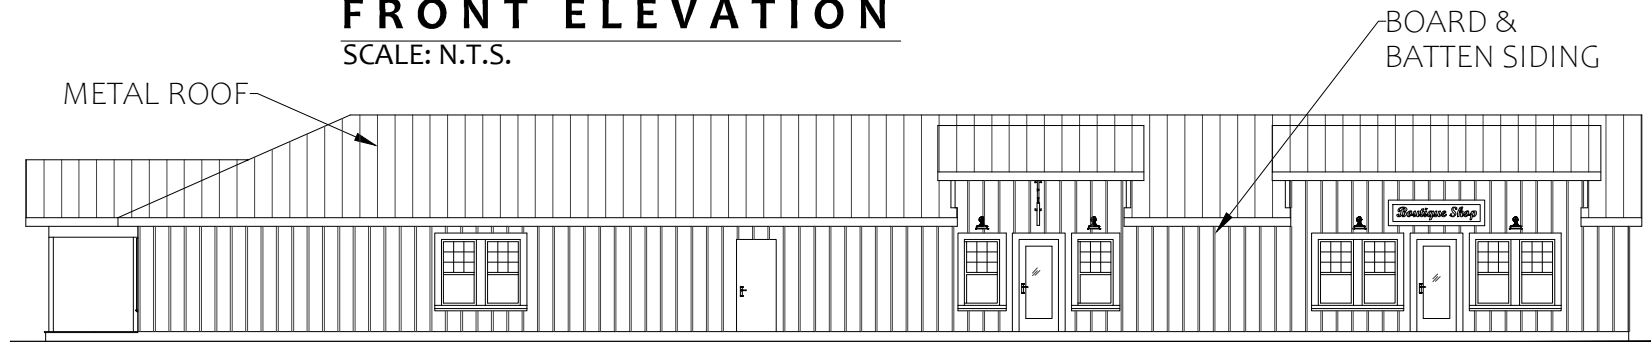 FRONT ELEVATION
SCALE: N.T.S.
BOARD &
BATTEN SIDING
METAL ROOF
Boutique Shop